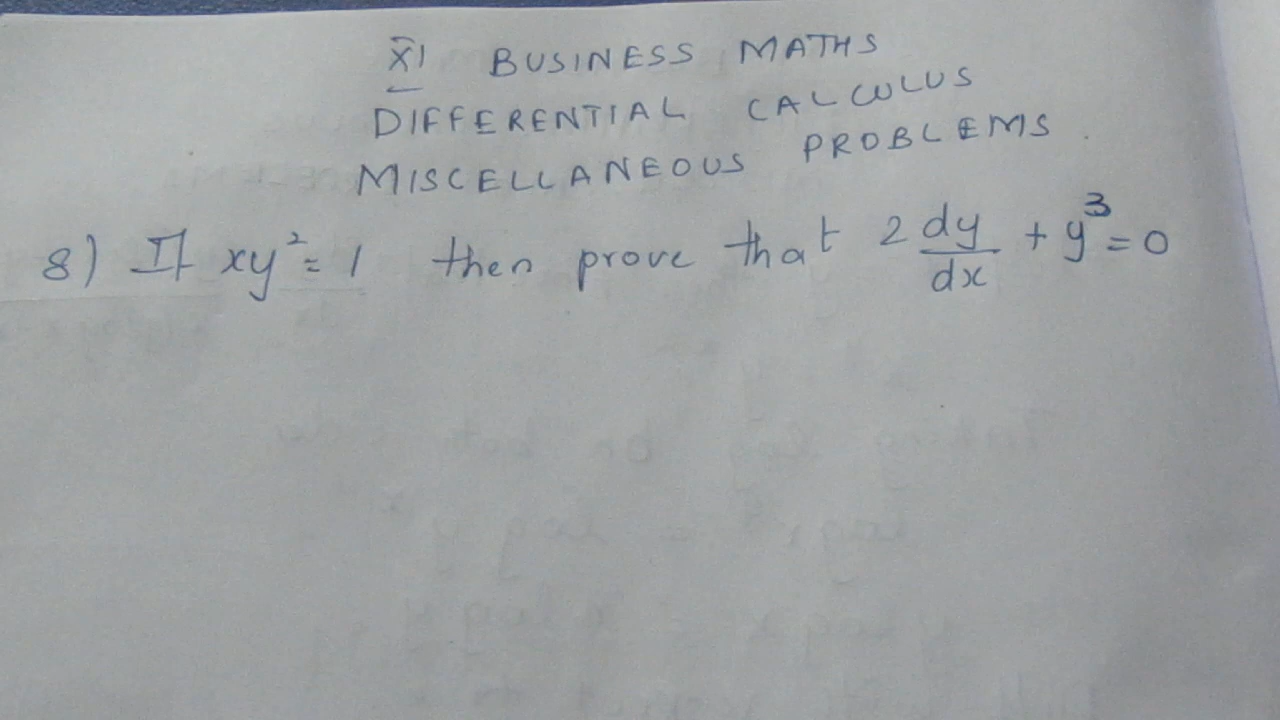 XI BUSINESS MATHS
DIFFERENTIAL CALCULUS
MISCELLANEOUS PROBLEMS.
8) If xy² = 1 then prove that 2 dy/dx + y³ = 0